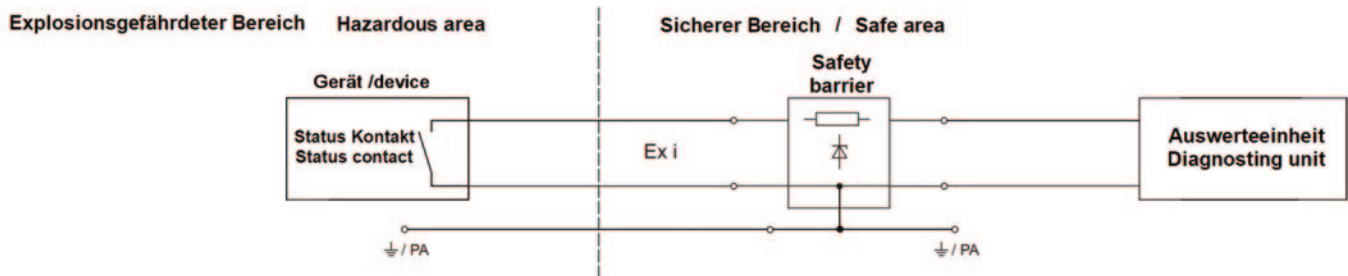 Explosionsgefährdeter Bereich Hazardous area
Sicherer Bereich / Safe area
Gerät /device
Safety
barrier
Status Kontakt
Status contact
Ex i
Auswerteeinheit
Diagnosting unit
/ PA
/ PA